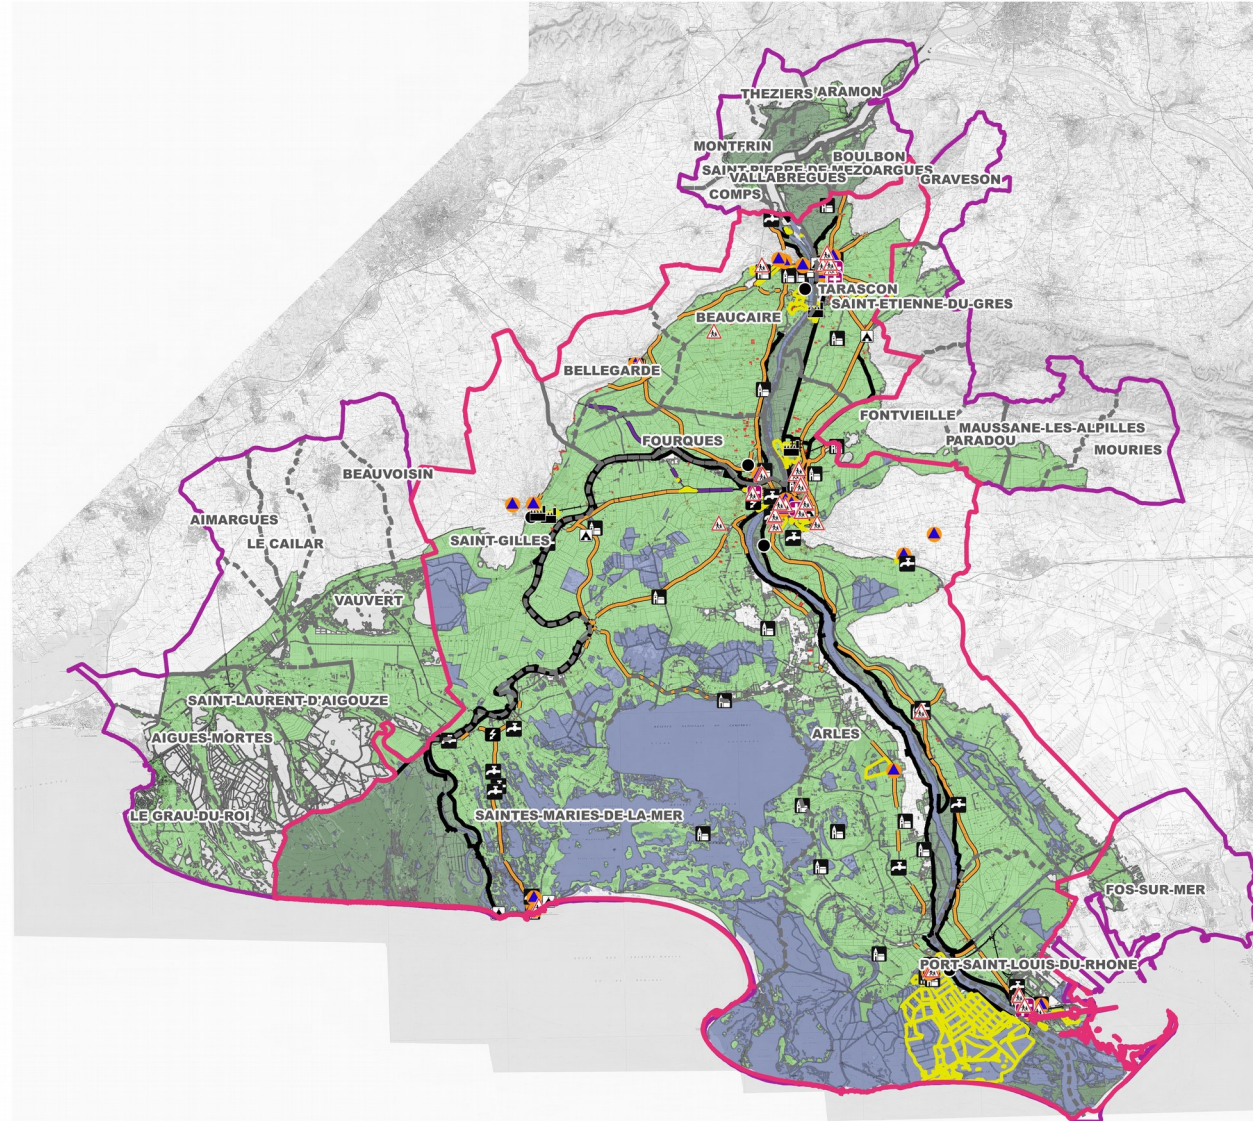 THEZIERS ARAMON
MONTFRIN
BOULBON
SAINT-PIERRE-DE-MEZOARGUES
VALLABREGUES
GRAVESON
COMPS
TARASCON
SAINT-ETIENNE-DU-GRES
BEAUCAIRE
BELLEGARDE
FONTVIEILLE
MAUSSANE-LES-ALPILLES
FOURQUES
PARADOU
MOURIES
BEAUVOISIN
AIMARGUES
LE CAILAR
SAINT-GILLES
VAUVERT
SAINT-LAURENT-D'AIGOUZE
AIGUES-MORTES
ARLES
LE GRAU-DU-ROI
SAINTES-MARIES-DE-LA-MER
FOS-SUR-MER
PORT-SAINT-LOUIS-DU-RHONE